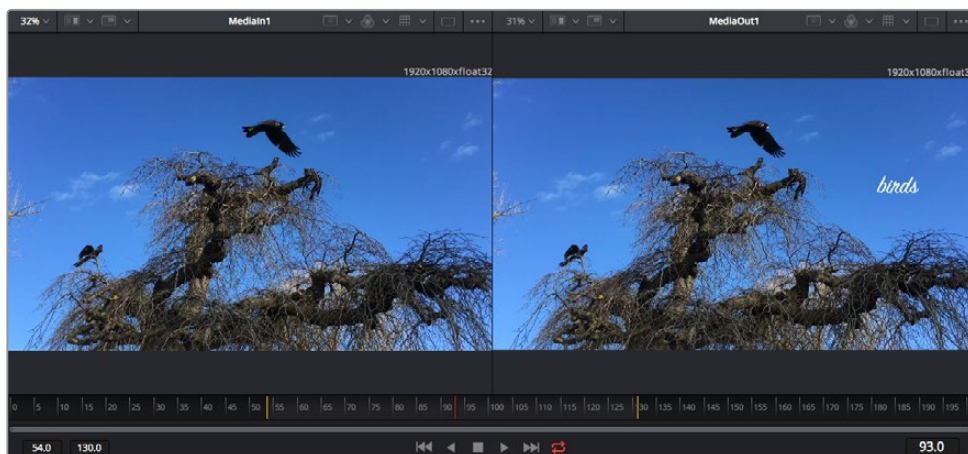 32% MediaIn1 31% MediaOut1
1920x1080xfloat32 1920x1080xfloat3
birds
0 5 10 15 20 25 30 35 40 45 50 55 60 65 70 75 80 85 90 95 100 105 110 115 120 125 130 140 145 150 155 160 165 170 175 180 185 190 195
54.0 130.0 93.0